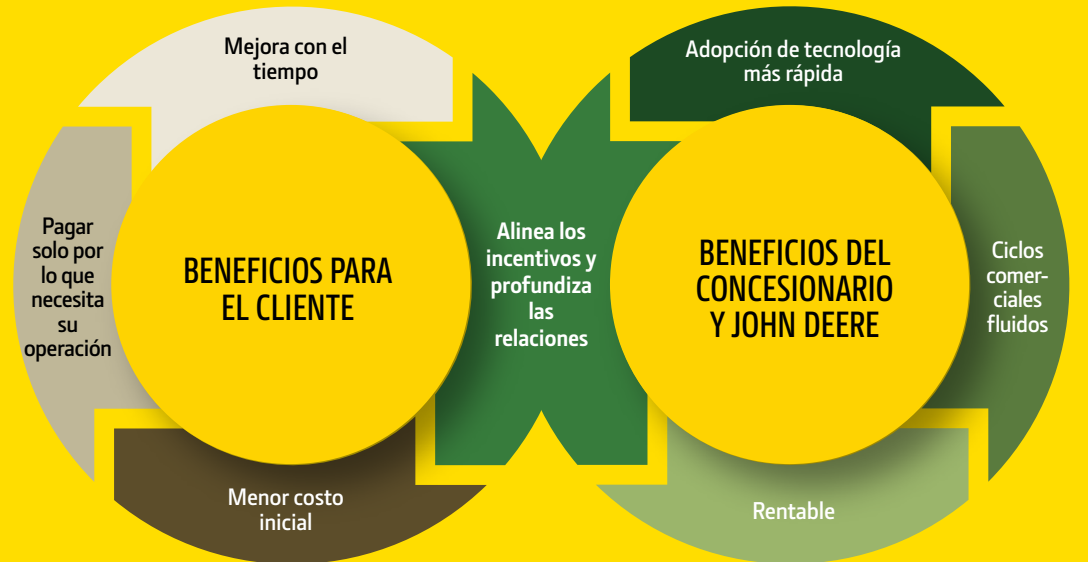 Mejora con el
tiempo
Pagar
solo por
lo que
necesita
su
operación
BENEFICIOS PARA
EL CLIENTE
Menor costo
inicial
Alinea los
incentivos y
profundiza
las
relaciones
Adopción de tecnología
más rápida
BENEFICIOS DEL
CONCESIONARIO
Y JOHN DEERE
Ciclos
comer-
ciales
fluidos
Rentable